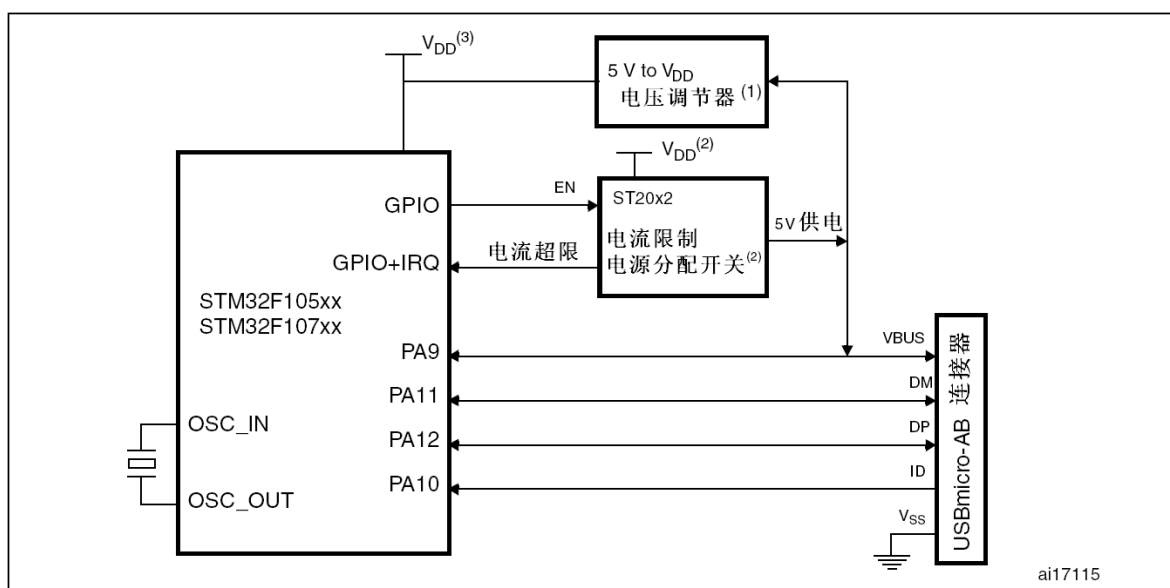 VDD(3)
5 V to VDD
电压调节器(1)
VDD(2)
GPIO
EN
ST20x2
电流限制
电源分配开关(2)
5V供电
GPIO+IRQ
电流超限
STM32F105xx
STM32F107xx
PA9
VBUS
PA11
DM
OSC_IN
PA12
DP
PA10
ID
OSC_OUT
VSS
USBmicro-AB 连接器
ai17115